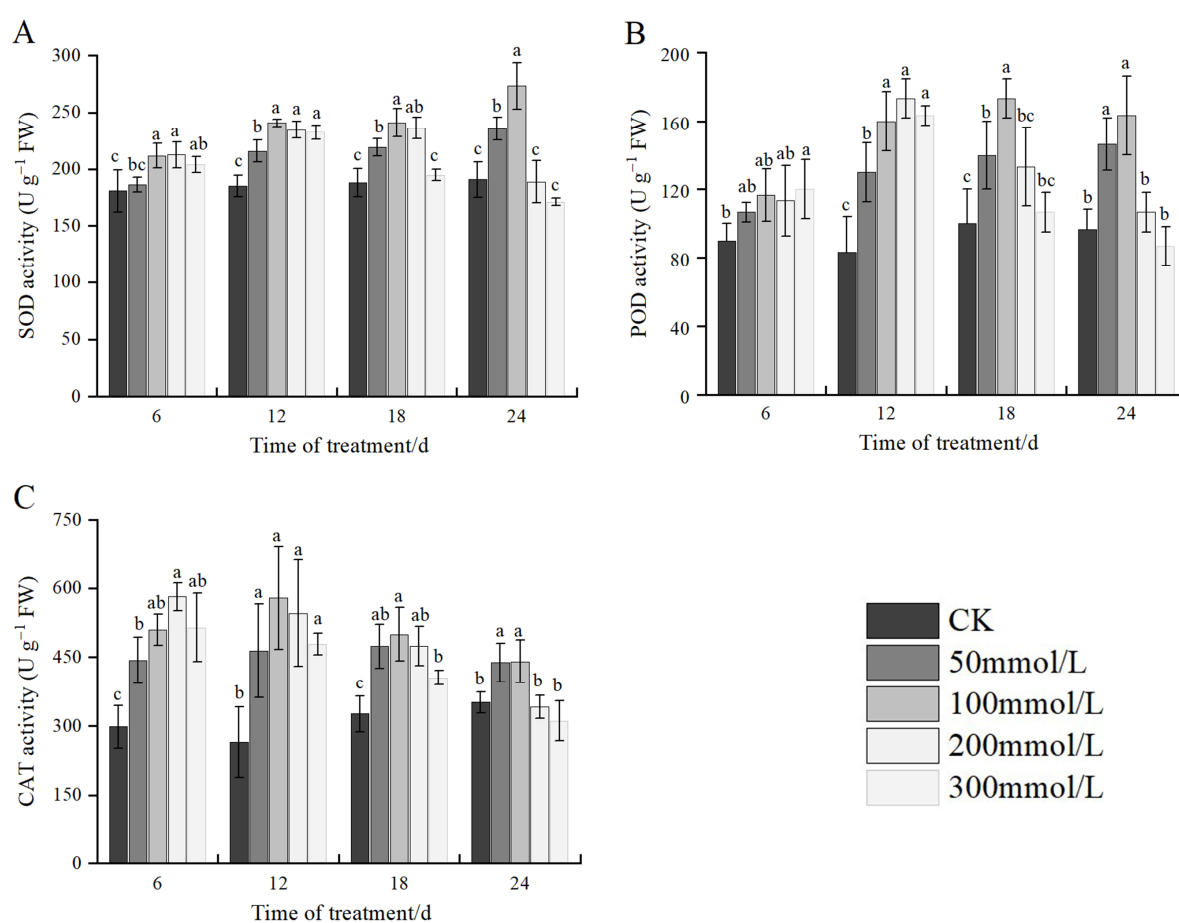 A
SOD activity (U g⁻¹ FW)
300
250
200
150
100
50
0
c bc a a ab
c b a a a
c b a ab c
c b a c c
6 12 18 24
Time of treatment/d
B
POD activity (U g⁻¹ FW)
200
160
120
80
40
0
b ab ab ab a
c b a a a
c b a bc bc
b a a b b
6 12 18 24
Time of treatment/d
C
CAT activity (U g⁻¹ FW)
750
600
450
300
150
0
c b ab a ab
b a a a a
c ab a ab b
b a a b b
6 12 18 24
Time of treatment/d
CK
50mmol/L
100mmol/L
200mmol/L
300mmol/L